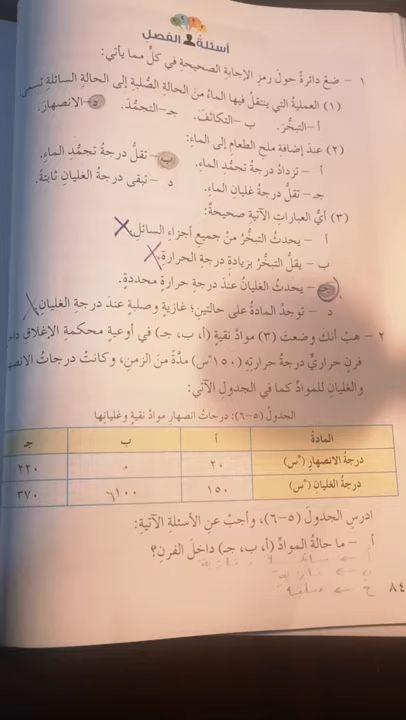 أسئلة الفصل
١ - ضعْ دائرةً حولَ رمزِ الإجابةِ الصحيحةِ في كلٍّ مما يأتي:
(١) العمليةُ التي ينتقلُ فيها الماءُ منَ الحالةِ الصُّلبةِ إلى الحالةِ السائلةِ تسمى
أ - التبخُّرَ. ب - التكاثفَ. جـ - التجمُّدَ. د - الانصهارَ.
(٢) عندَ إضافةِ ملحِ الطعامِ إلى الماءِ:
أ - تزدادُ درجةُ تجمُّدِ الماءِ. ب - تقلُّ درجةُ تجمُّدِ الماءِ.
جـ - تقلُّ درجةُ غليانِ الماءِ. د - تبقى درجةُ الغليانِ ثابتةً.
(٣) أيُّ العباراتِ الآتيةِ صحيحةٌ:
أ - يحدثُ التبخُّرُ منْ جميعِ أجزاءِ السائلِ.
ب - يقلُّ التبخُّرُ بزيادةِ درجةِ الحرارةِ.
جـ - يحدثُ الغليانُ عندَ درجةِ حرارةٍ محددةٍ.
د - توجدُ المادةُ على حالتينِ؛ غازيةٍ وصلبةٍ عندَ درجةِ الغليانِ.
٢ - هبْ أنكَ وضعتَ (٣) موادَّ نقيةٍ (أ، ب، جـ) في أوعيةٍ محكمةِ الإغلاقِ
فرنٍ حراريٍّ درجةُ حرارتِهِ (١٥٠°س) مدَّةً منَ الزمنِ، وكانتْ درجاتُ
والغليانِ للموادِّ كما في الجدولِ الآتي:
الجدولُ (٥-٦): درجاتُ انصهارِ موادَّ نقيةٍ وغليانِها
المادةُ أ ب جـ
درجةُ الانصهارِ (°س) ٢٠ ٠ ٢٢٠
درجةُ الغليانِ (°س) ١٥٠ ١٠٠ ٣٧٠
ادرسِ الجدولَ (٥-٦)، وأجبْ عنِ الأسئلةِ الآتيةِ:
أ - ما حالةُ الموادِّ (أ، ب، جـ) داخلَ الفرنِ؟
ب ← غازية
ج ← صلبة
٨٤